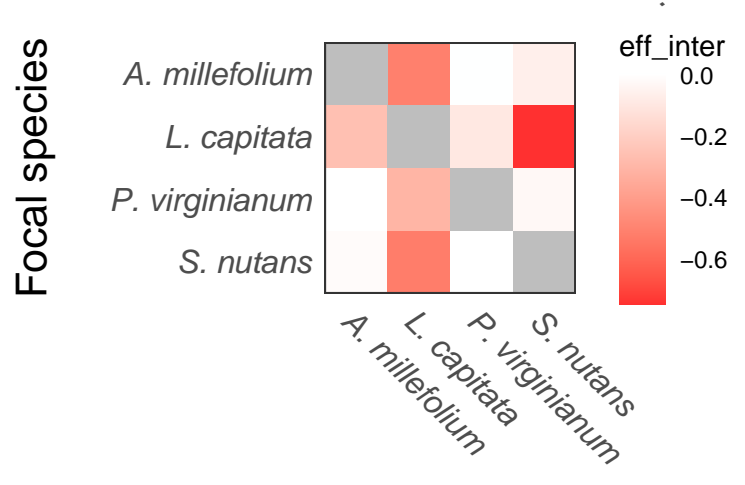 eff_inter
0.0
−0.2
−0.4
−0.6
Focal species
A. millefolium
L. capitata
P. virginianum
S. nutans
A. millefolium
L. capitata
P. virginianum
S. nutans